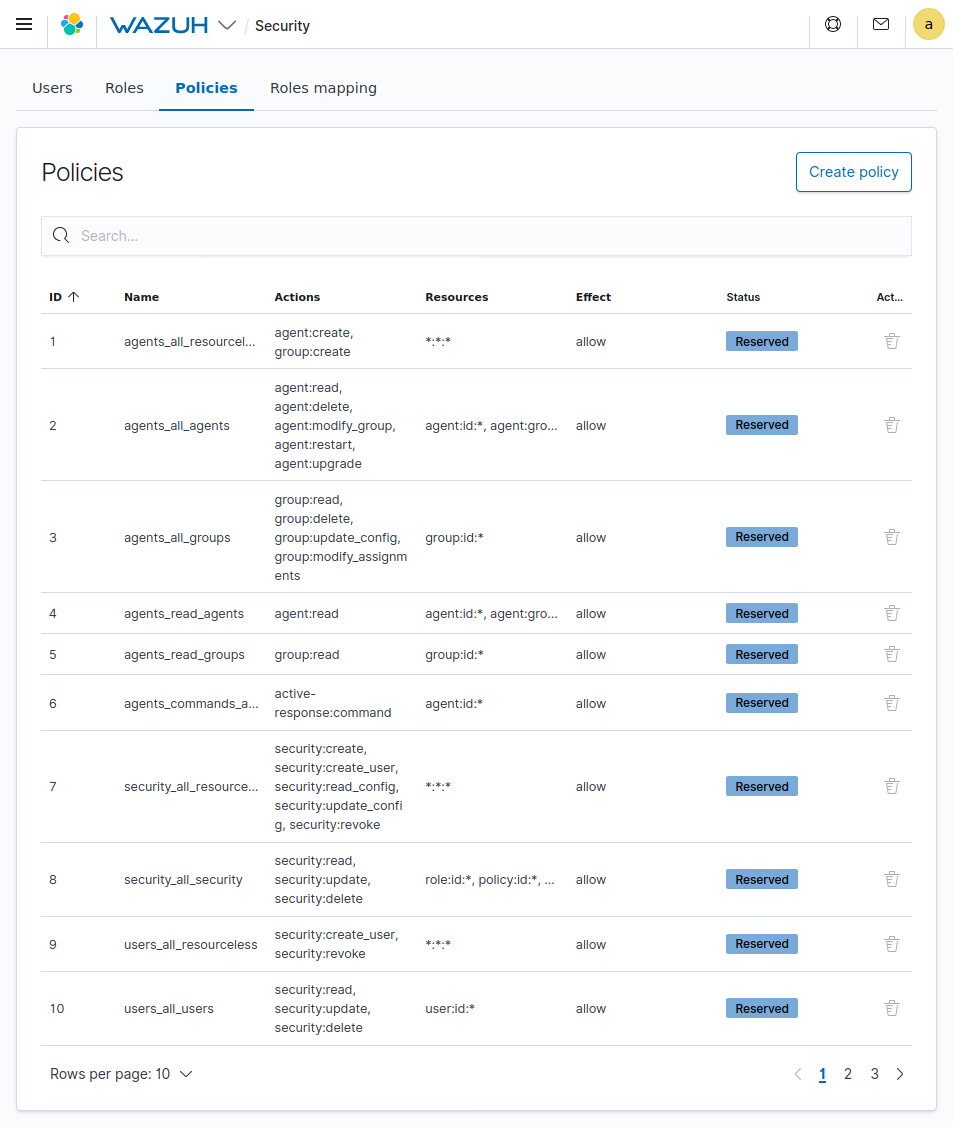 WAZUH / Security a
Users Roles Policies Roles mapping
Policies Create policy
Search...
ID Name Actions Resources Effect Status Act...
1 agents_all_resourcel... agent:create, group:create *:*:* allow Reserved
2 agents_all_agents agent:read, agent:delete, agent:modify_group, agent:restart, agent:upgrade agent:id:*, agent:gro... allow Reserved
3 agents_all_groups group:read, group:delete, group:update_config, group:modify_assignments group:id:* allow Reserved
4 agents_read_agents agent:read agent:id:*, agent:gro... allow Reserved
5 agents_read_groups group:read group:id:* allow Reserved
6 agents_commands_a... active-response:command agent:id:* allow Reserved
7 security_all_resource... security:create, security:create_user, security:read_config, security:update_config, security:revoke *:*:* allow Reserved
8 security_all_security security:read, security:update, security:delete role:id:*, policy:id:*, ... allow Reserved
9 users_all_resourceless security:create_user, security:revoke *:*:* allow Reserved
10 users_all_users security:read, security:update, security:delete user:id:* allow Reserved
Rows per page: 10 1 2 3